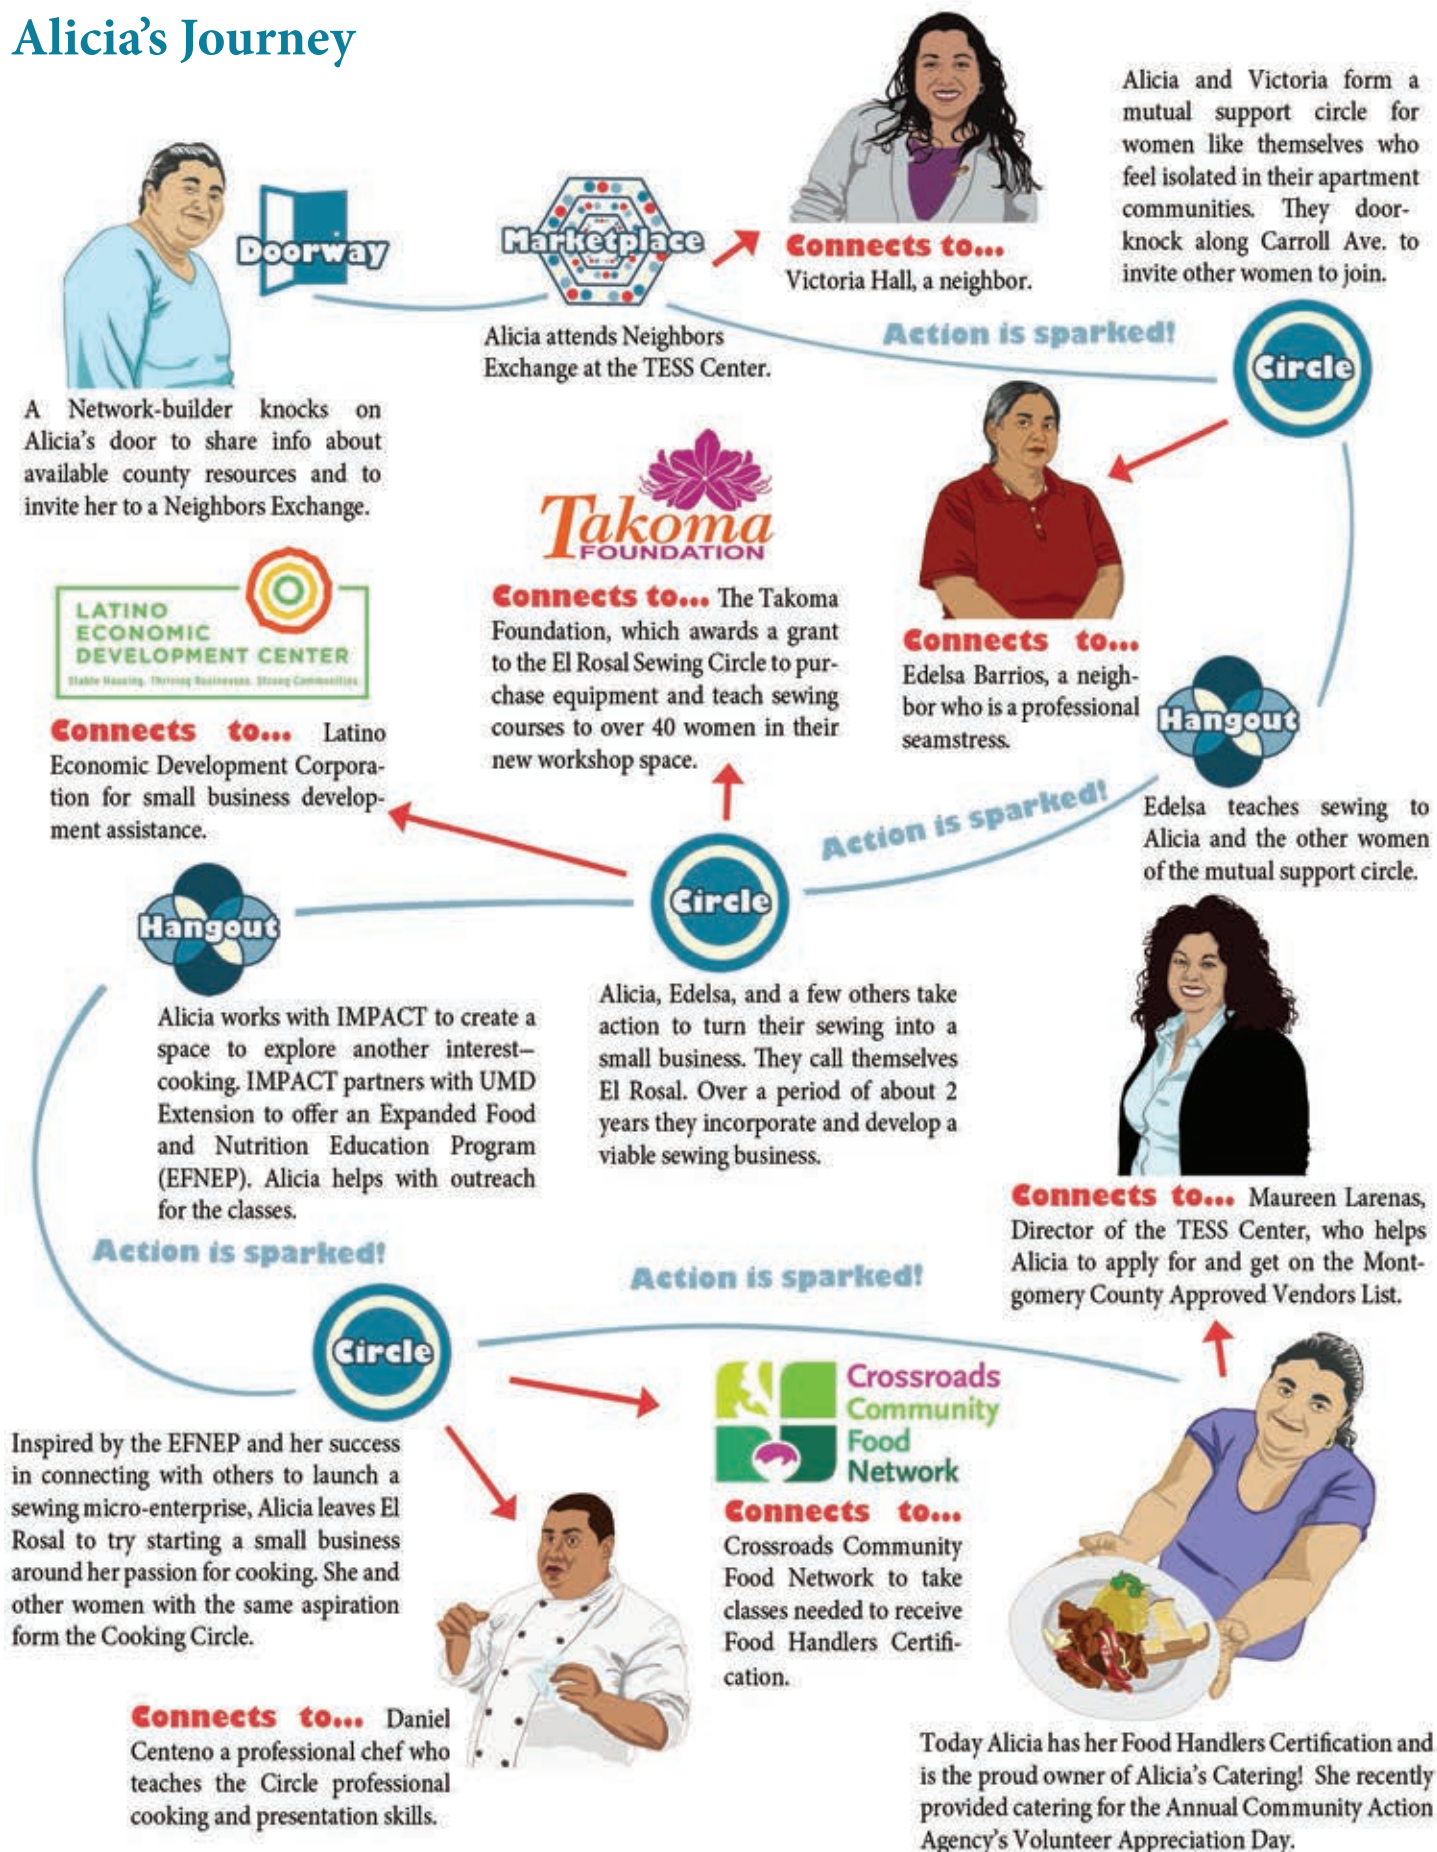 Alicia's Journey
Doorway
A Network-builder knocks on
Alicia's door to share info about
available county resources and to
invite her to a Neighbors Exchange.
Marketplace
Alicia attends Neighbors
Exchange at the TESS Center.
Connects to...
Victoria Hall, a neighbor.
Action is sparked!
Alicia and Victoria form a
mutual support circle for
women like themselves who
feel isolated in their apartment
communities. They door-
knock along Carroll Ave. to
invite other women to join.
Circle
Connects to...
Edelsa Barrios, a neigh-
bor who is a professional
seamstress.
Hangout
Edelsa teaches sewing to
Alicia and the other women
of the mutual support circle.
Action is sparked!
Circle
Alicia, Edelsa, and a few others take
action to turn their sewing into a
small business. They call themselves
El Rosal. Over a period of about 2
years they incorporate and develop a
viable sewing business.
Takoma
FOUNDATION
Connects to... The Takoma
Foundation, which awards a grant
to the El Rosal Sewing Circle to pur-
chase equipment and teach sewing
courses to over 40 women in their
new workshop space.
LATINO
ECONOMIC
DEVELOPMENT CENTER
Stable Housing. Thriving Businesses. Strong Communities
Connects to... Latino
Economic Development Corpora-
tion for small business develop-
ment assistance.
Hangout
Alicia works with IMPACT to create a
space to explore another interest–
cooking. IMPACT partners with UMD
Extension to offer an Expanded Food
and Nutrition Education Program
(EFNEP). Alicia helps with outreach
for the classes.
Action is sparked!
Circle
Inspired by the EFNEP and her success
in connecting with others to launch a
sewing micro-enterprise, Alicia leaves El
Rosal to try starting a small business
around her passion for cooking. She and
other women with the same aspiration
form the Cooking Circle.
Connects to... Daniel
Centeno a professional chef who
teaches the Circle professional
cooking and presentation skills.
Crossroads
Community
Food
Network
Connects to...
Crossroads Community
Food Network to take
classes needed to receive
Food Handlers Certifi-
cation.
Action is sparked!
Connects to... Maureen Larenas,
Director of the TESS Center, who helps
Alicia to apply for and get on the Mont-
gomery County Approved Vendors List.
Today Alicia has her Food Handlers Certification and
is the proud owner of Alicia's Catering! She recently
provided catering for the Annual Community Action
Agency's Volunteer Appreciation Day.